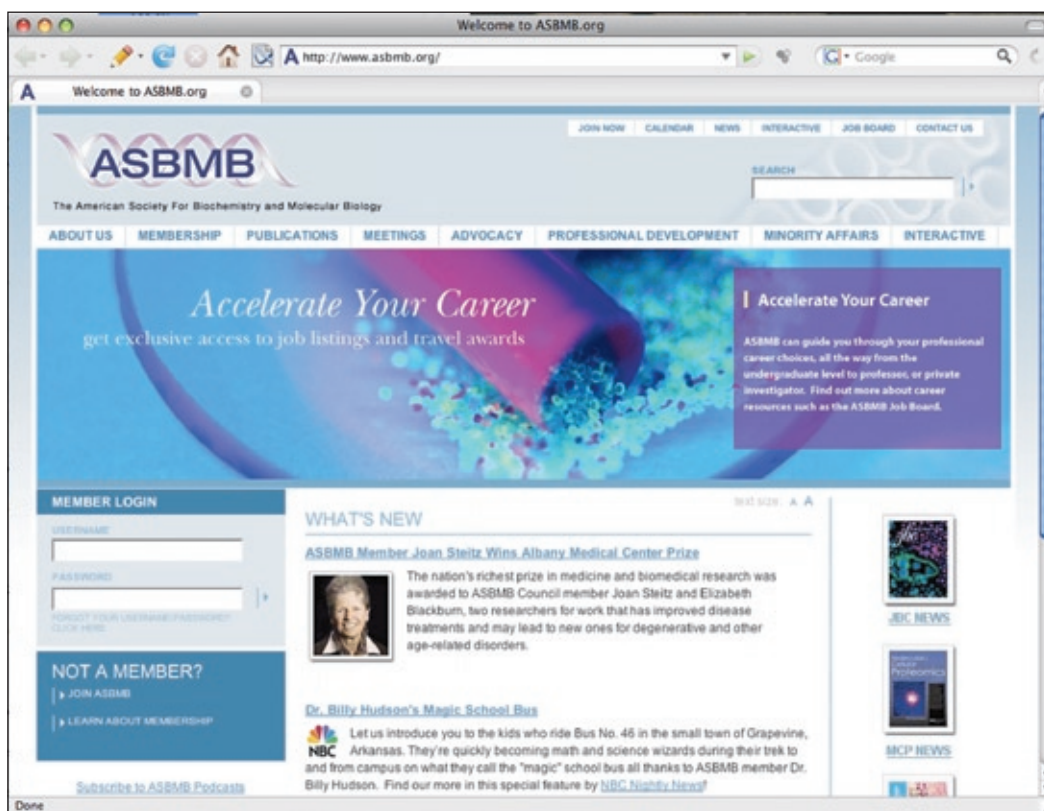 Welcome to ASBMB.org
A http://www.asbmb.org/
Google
A Welcome to ASBMB.org
JOIN NOW CALENDAR NEWS INTERACTIVE JOB BOARD CONTACT US
ASBMB
SEARCH
The American Society For Biochemistry and Molecular Biology
ABOUT US MEMBERSHIP PUBLICATIONS MEETINGS ADVOCACY PROFESSIONAL DEVELOPMENT MINORITY AFFAIRS INTERACTIVE
Accelerate Your Career
get exclusive access to job listings and travel awards
Accelerate Your Career
ASBMB can guide you through your professional
career choices, all the way from the
undergraduate level to professor, or private
investigator. Find out more about career
resources such as the ASBMB Job Board.
MEMBER LOGIN
USERNAME
PASSWORD
FORGOT YOUR USERNAME/PASSWORD?
CLICK HERE
NOT A MEMBER?
JOIN ASBMB
LEARN ABOUT MEMBERSHIP
Subscribe to ASBMB Podcasts
text size: A A
WHAT'S NEW
ASBMB Member Joan Steitz Wins Albany Medical Center Prize
The nation's richest prize in medicine and biomedical research was
awarded to ASBMB Council member Joan Steitz and Elizabeth
Blackburn, two researchers for work that has improved disease
treatments and may lead to new ones for degenerative and other
age-related disorders.
Dr. Billy Hudson's Magic School Bus
NBC
Let us introduce you to the kids who ride Bus No. 46 in the small town of Grapevine,
Arkansas. They're quickly becoming math and science wizards during their trek to
and from campus on what they call the "magic" school bus all thanks to ASBMB member Dr.
Billy Hudson. Find our more in this special feature by NBC Nightly News!
jbc
JBC NEWS
Proteomics
MCP NEWS
Done